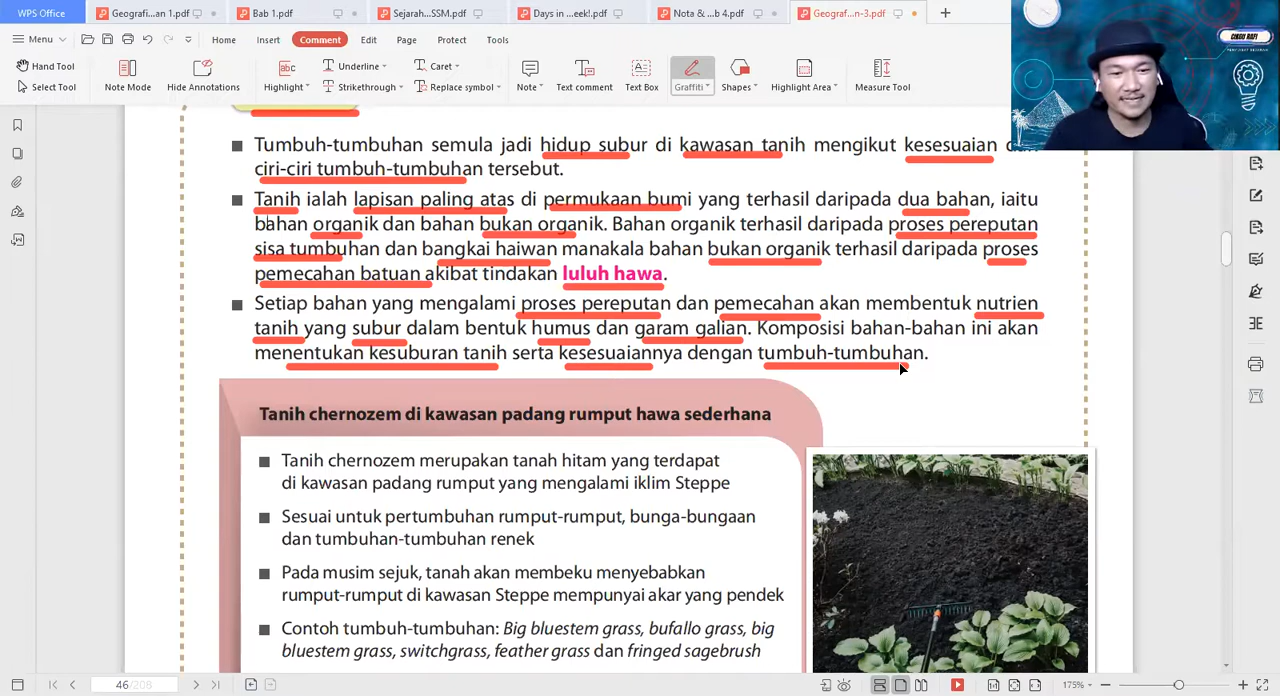 WPS Office
Geografi...an 1.pdf
Bab 1.pdf
Sejarah...SSM.pdf
Days in ...eek!.pdf
Nota & ...b 4.pdf
Geograf...n-3.pdf
Menu
Home
Insert
Comment
Edit
Page
Protect
Tools
Hand Tool
Select Tool
Note Mode
Hide Annotations
Highlight
Underline
Strikethrough
Caret
Replace symbol
Note
Text comment
Text Box
Graffiti
Shapes
Highlight Area
Measure Tool
CIKGU RAFI
Tumbuh-tumbuhan semula jadi hidup subur di kawasan tanih mengikut kesesuaian
ciri-ciri tumbuh-tumbuhan tersebut.
Tanih ialah lapisan paling atas di permukaan bumi yang terhasil daripada dua bahan, iaitu
bahan organik dan bahan bukan organik. Bahan organik terhasil daripada proses pereputan
sisa tumbuhan dan bangkai haiwan manakala bahan bukan organik terhasil daripada proses
pemecahan batuan akibat tindakan luluh hawa.
Setiap bahan yang mengalami proses pereputan dan pemecahan akan membentuk nutrien
tanih yang subur dalam bentuk humus dan garam galian. Komposisi bahan-bahan ini akan
menentukan kesuburan tanih serta kesesuaiannya dengan tumbuh-tumbuhan.
Tanih chernozem di kawasan padang rumput hawa sederhana
Tanih chernozem merupakan tanah hitam yang terdapat
di kawasan padang rumput yang mengalami iklim Steppe
Sesuai untuk pertumbuhan rumput-rumput, bunga-bungaan
dan tumbuhan-tumbuhan renek
Pada musim sejuk, tanah akan membeku menyebabkan
rumput-rumput di kawasan Steppe mempunyai akar yang pendek
Contoh tumbuh-tumbuhan: Big bluestem grass, bufallo grass, big
bluestem grass, switchgrass, feather grass dan fringed sagebrush
46/208
175%